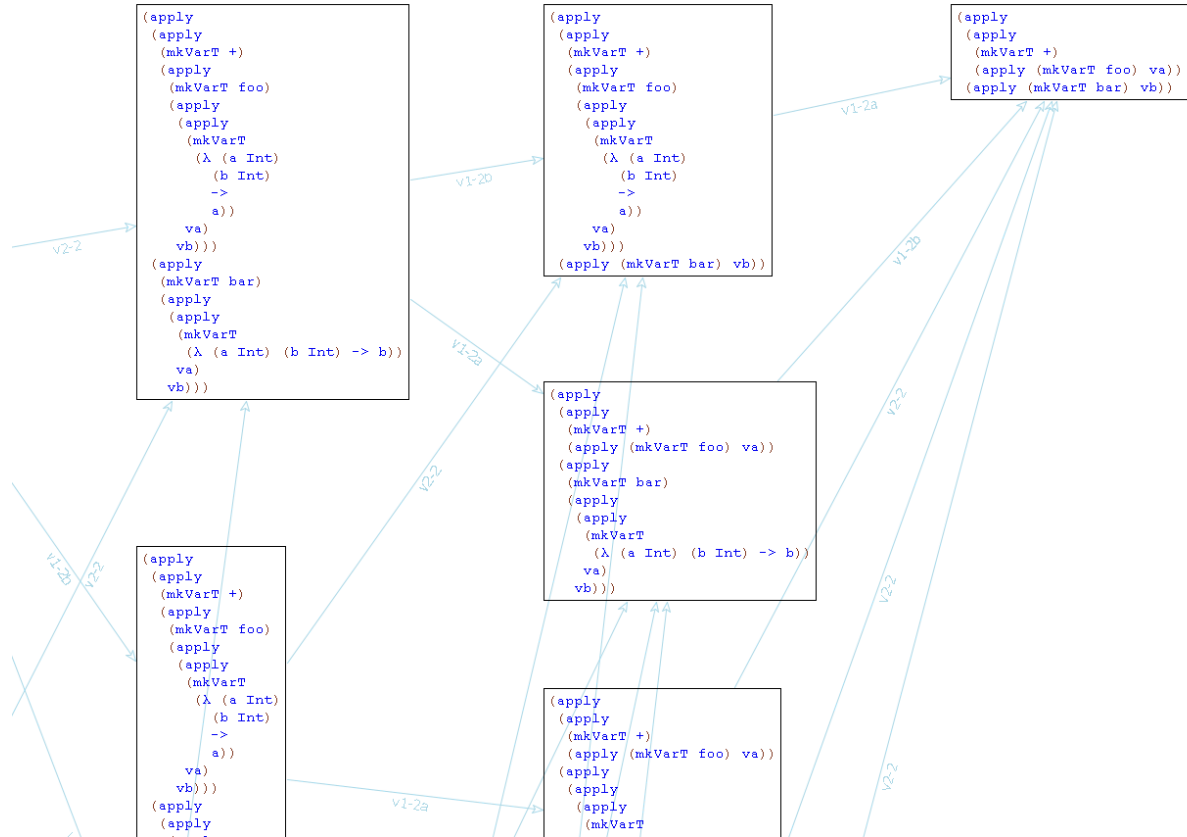 (apply
(apply
(mkVarT +)
(apply
(mkVarT foo)
(apply
(apply
(mkVarT
(λ (a Int)
(b Int)
->
a))
va)
vb)))
(apply
(mkVarT bar)
(apply
(apply
(mkVarT
(λ (a Int) (b Int) -> b))
va)
vb)))
(apply
(apply
(mkVarT +)
(apply
(mkVarT foo)
(apply
(apply
(mkVarT
(λ (a Int)
(b Int)
->
a))
va)
vb)))
(apply (mkVarT bar) vb))
(apply
(apply
(mkVarT +)
(apply (mkVarT foo) va))
(apply (mkVarT bar) vb))
v2-2
v1-2b
v1-2a
v1-2a
v1-2b
v2-2
v2-2
(apply
(apply
(mkVarT +)
(apply (mkVarT foo) va))
(apply
(mkVarT bar)
(apply
(apply
(mkVarT
(λ (a Int) (b Int) -> b))
va)
vb)))
v1-2b
v2-2
v2-2
v2-2
(apply
(apply
(mkVarT +)
(apply
(mkVarT foo)
(apply
(apply
(mkVarT
(λ (a Int)
(b Int)
->
a))
va)
vb)))
(apply
(apply
v1-2a
(apply
(apply
(mkVarT +)
(apply (mkVarT foo) va))
(apply
(apply
(apply
(mkVarT